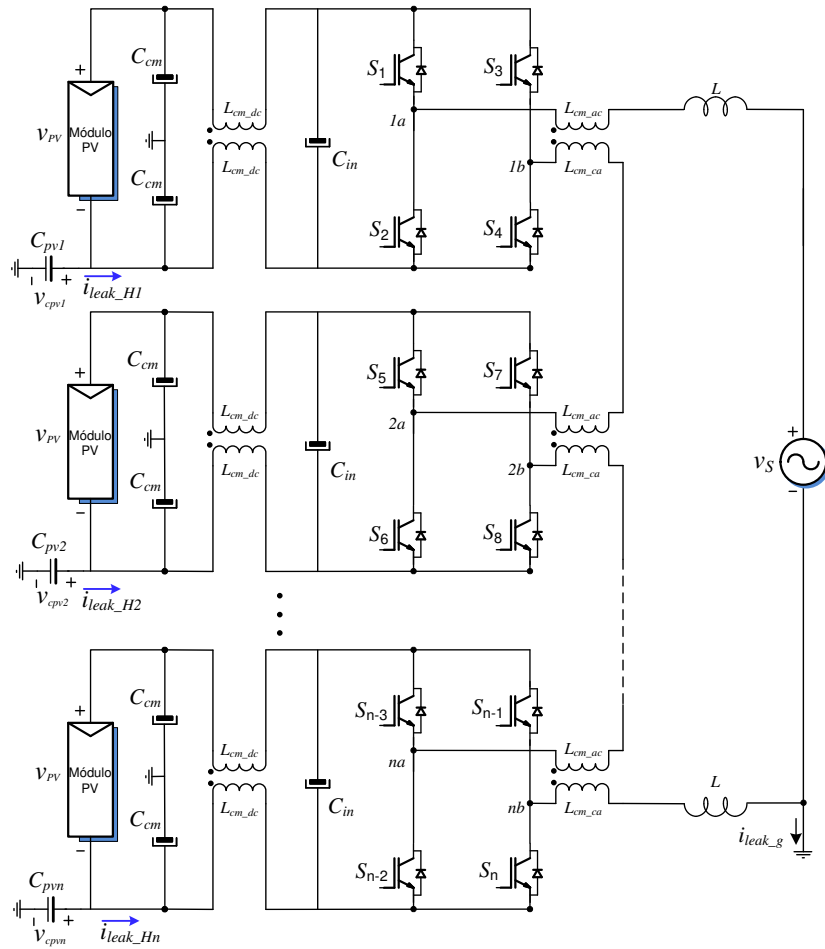 C_cm
S_1
S_3
L_cm_dc
L_cm_ac
L
+
v_PV
Módulo
PV
1a
C_in
L_cm_dc
1b
L_cm_ca
C_cm
−
S_2
S_4
C_pv1
− v_cpv1 +
i_leak_H1
C_cm
S_5
S_7
L_cm_dc
L_cm_ac
+
v_PV
Módulo
PV
2a
C_in
+
v_S
−
L_cm_dc
2b
L_cm_ca
C_cm
−
S_6
S_8
C_pv2
− v_cpv2 +
i_leak_H2
C_cm
S_n-3
S_n-1
L_cm_dc
L_cm_ac
+
v_PV
Módulo
PV
na
C_in
L_cm_dc
nb
L_cm_ca
L
i_leak_g
C_cm
−
S_n-2
S_n
C_pvn
− v_cpvn +
i_leak_Hn